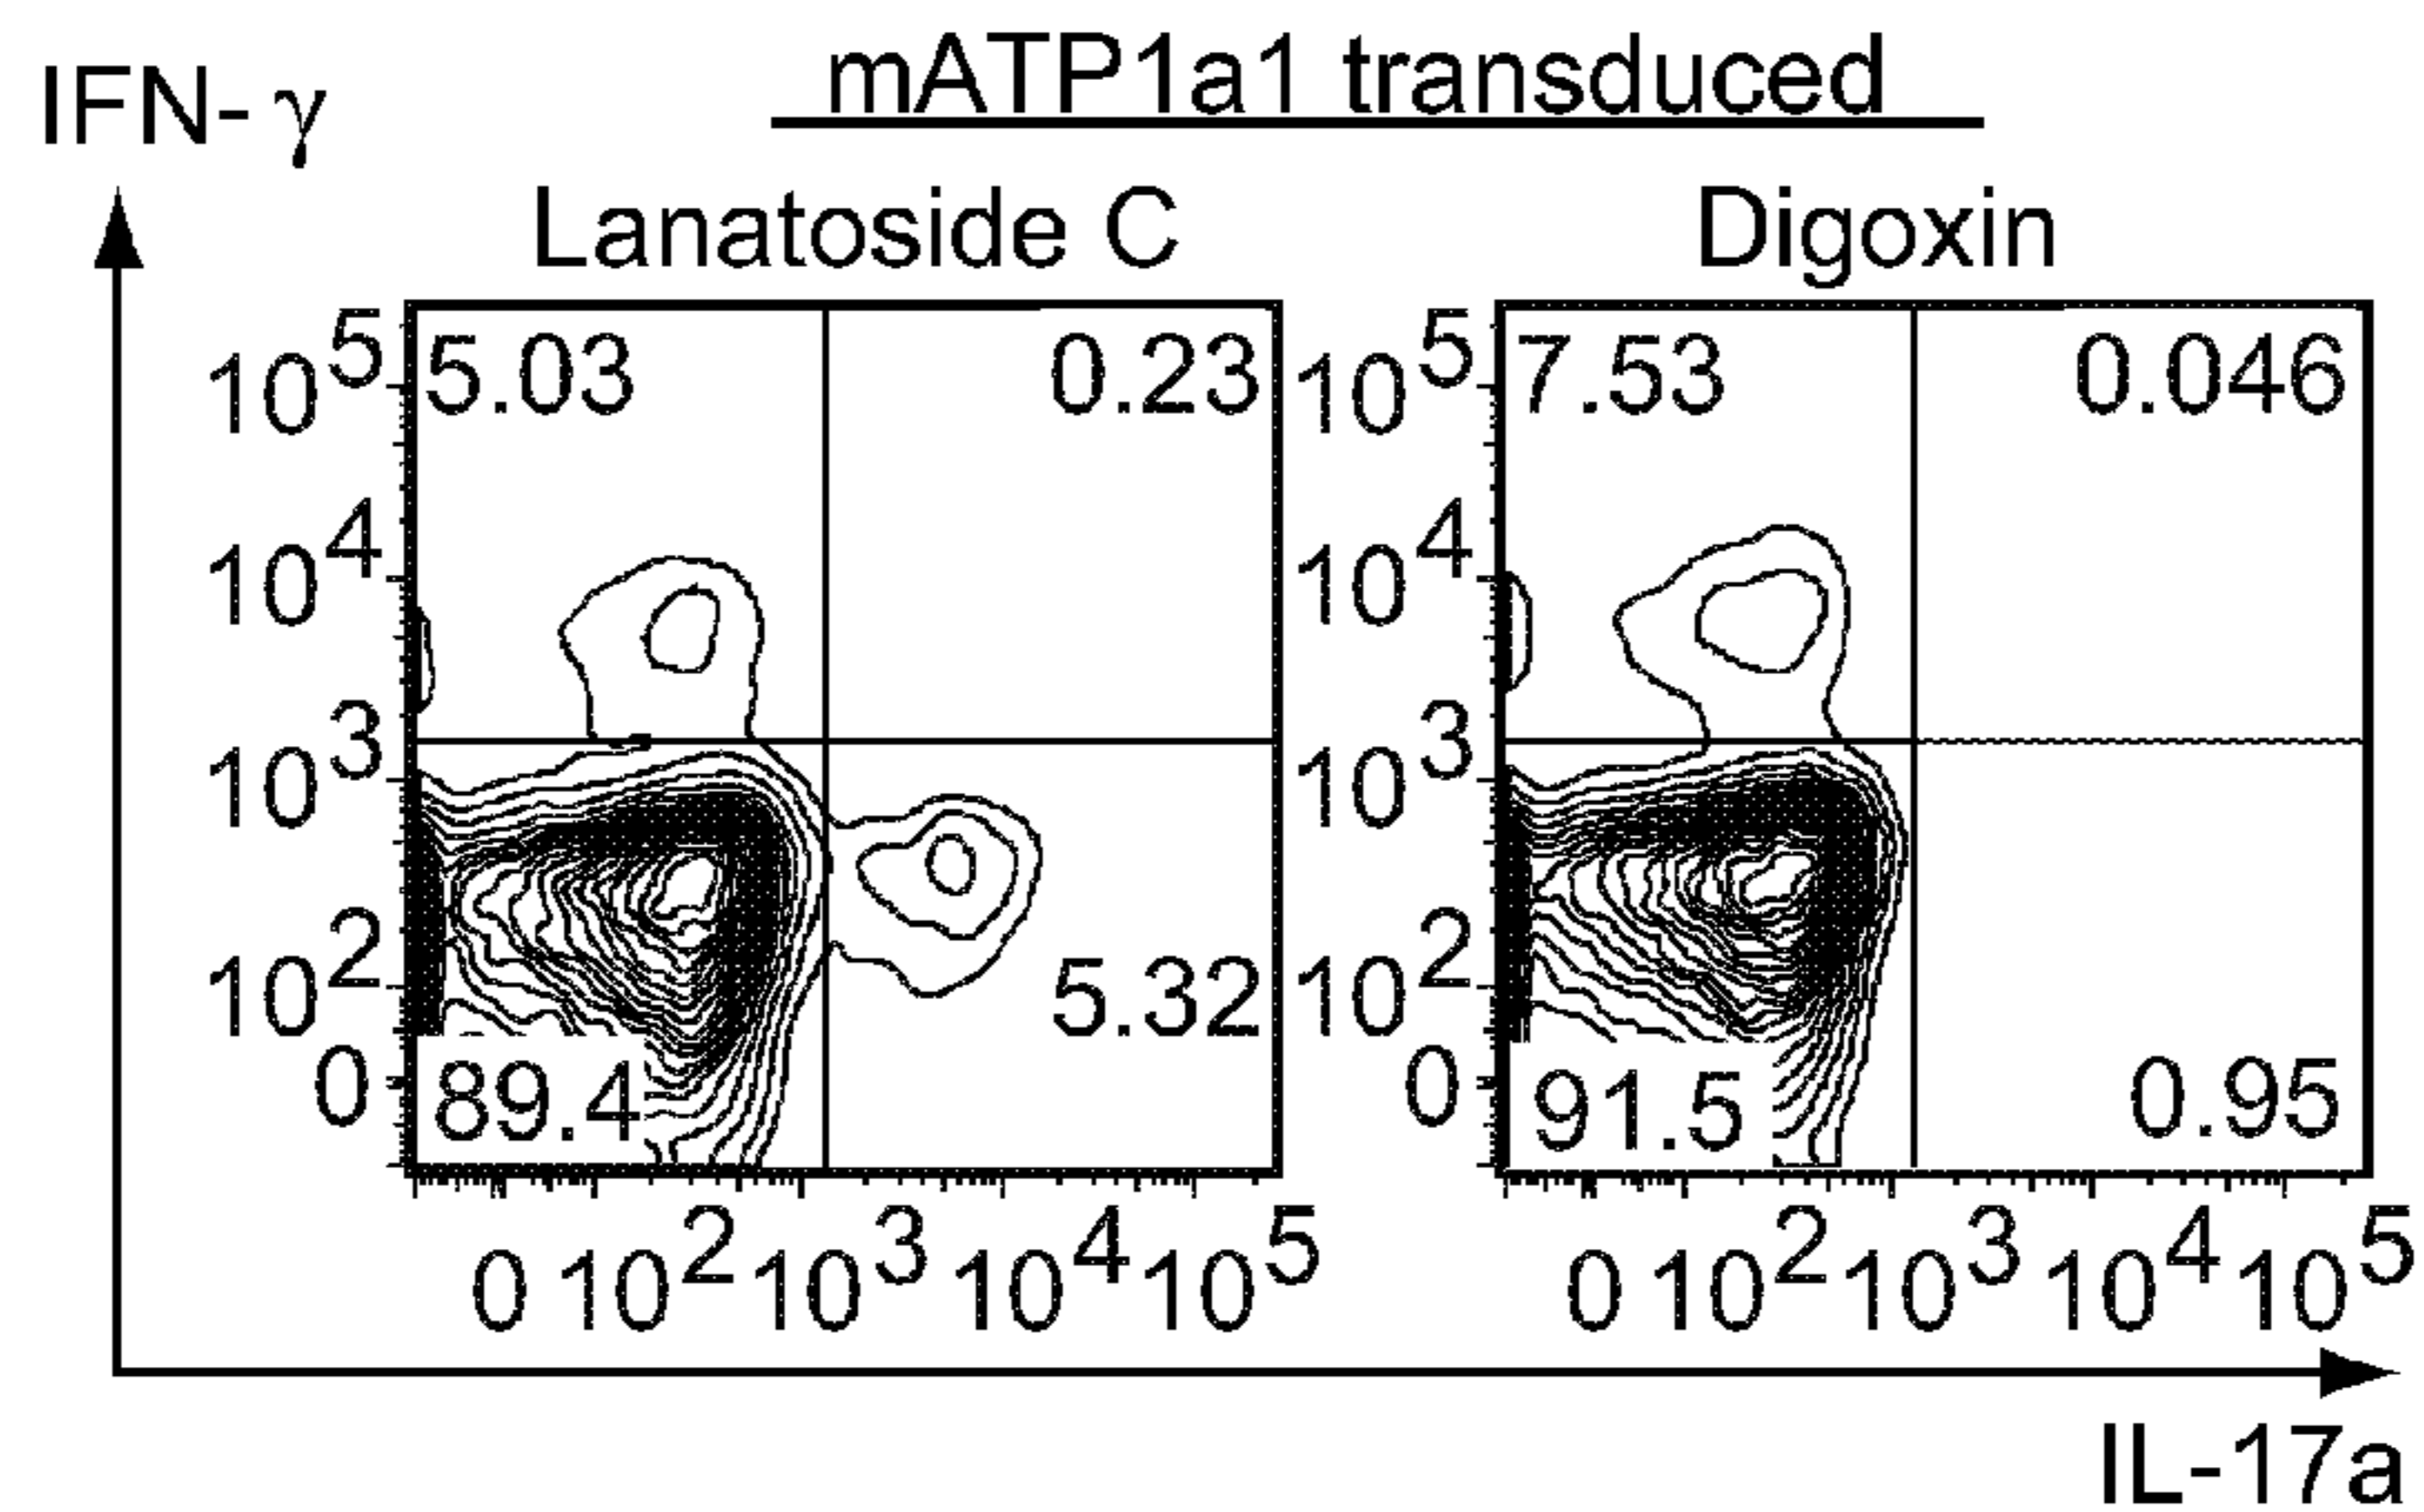 IFN-γ
mATP1a1 transduced
Lanatoside C
Digoxin
10^5
5.03
0.23
10^4
10^3
10^2
0
89.4
5.32
0 10^2 10^3 10^4 10^5
10^5
7.53
0.046
10^4
10^3
10^2
0
91.5
0.95
0 10^2 10^3 10^4 10^5
IL-17a